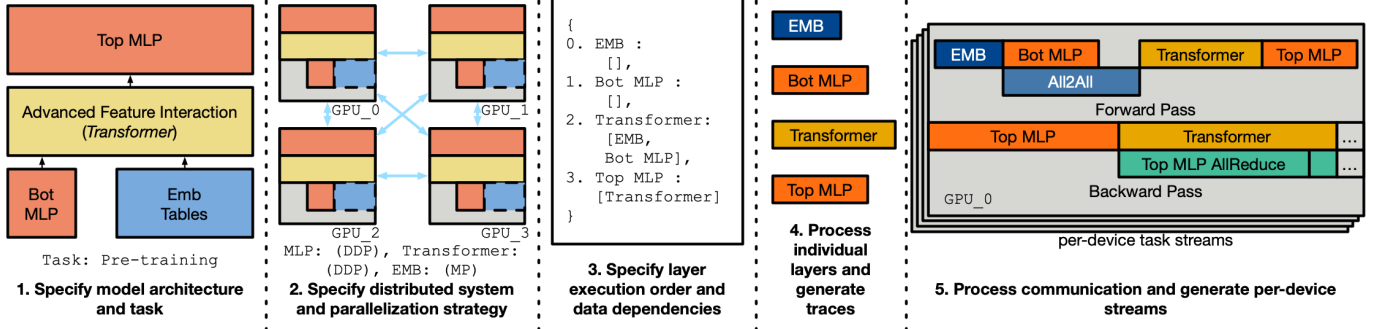 Top MLP
Advanced Feature Interaction
(Transformer)
Bot
MLP
Emb
Tables
Task: Pre-training
1. Specify model architecture
and task
GPU_0
GPU_1
GPU_2
GPU_3
MLP: (DDP), Transformer:
(DDP), EMB: (MP)
2. Specify distributed system
and parallelization strategy
{
0. EMB :
[],
1. Bot MLP :
[],
2. Transformer:
[EMB,
Bot MLP],
3. Top MLP :
[Transformer]
}
3. Specify layer
execution order and
data dependencies
EMB
Bot MLP
Transformer
Top MLP
4. Process
individual
layers and
generate
traces
EMB
Bot MLP
Transformer
Top MLP
All2All
Forward Pass
Top MLP
Transformer
...
Top MLP AllReduce
...
Backward Pass
GPU_0
per-device task streams
5. Process communication and generate per-device
streams